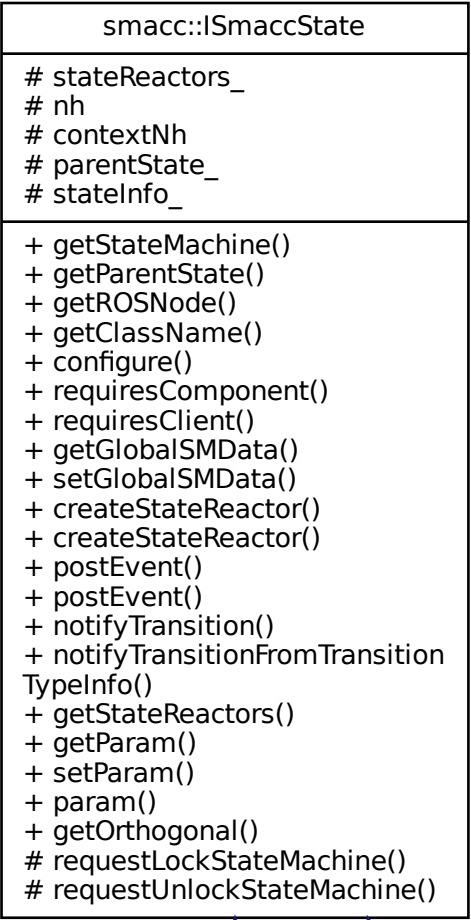 smacc::ISmaccState
# stateReactors_
# nh
# contextNh
# parentState_
# stateInfo_
+ getStateMachine()
+ getParentState()
+ getROSNode()
+ getClassName()
+ configure()
+ requiresComponent()
+ requiresClient()
+ getGlobalSMData()
+ setGlobalSMData()
+ createStateReactor()
+ createStateReactor()
+ postEvent()
+ postEvent()
+ notifyTransition()
+ notifyTransitionFromTransition
TypeInfo()
+ getStateReactors()
+ getParam()
+ setParam()
+ param()
+ getOrthogonal()
# requestLockStateMachine()
# requestUnlockStateMachine()